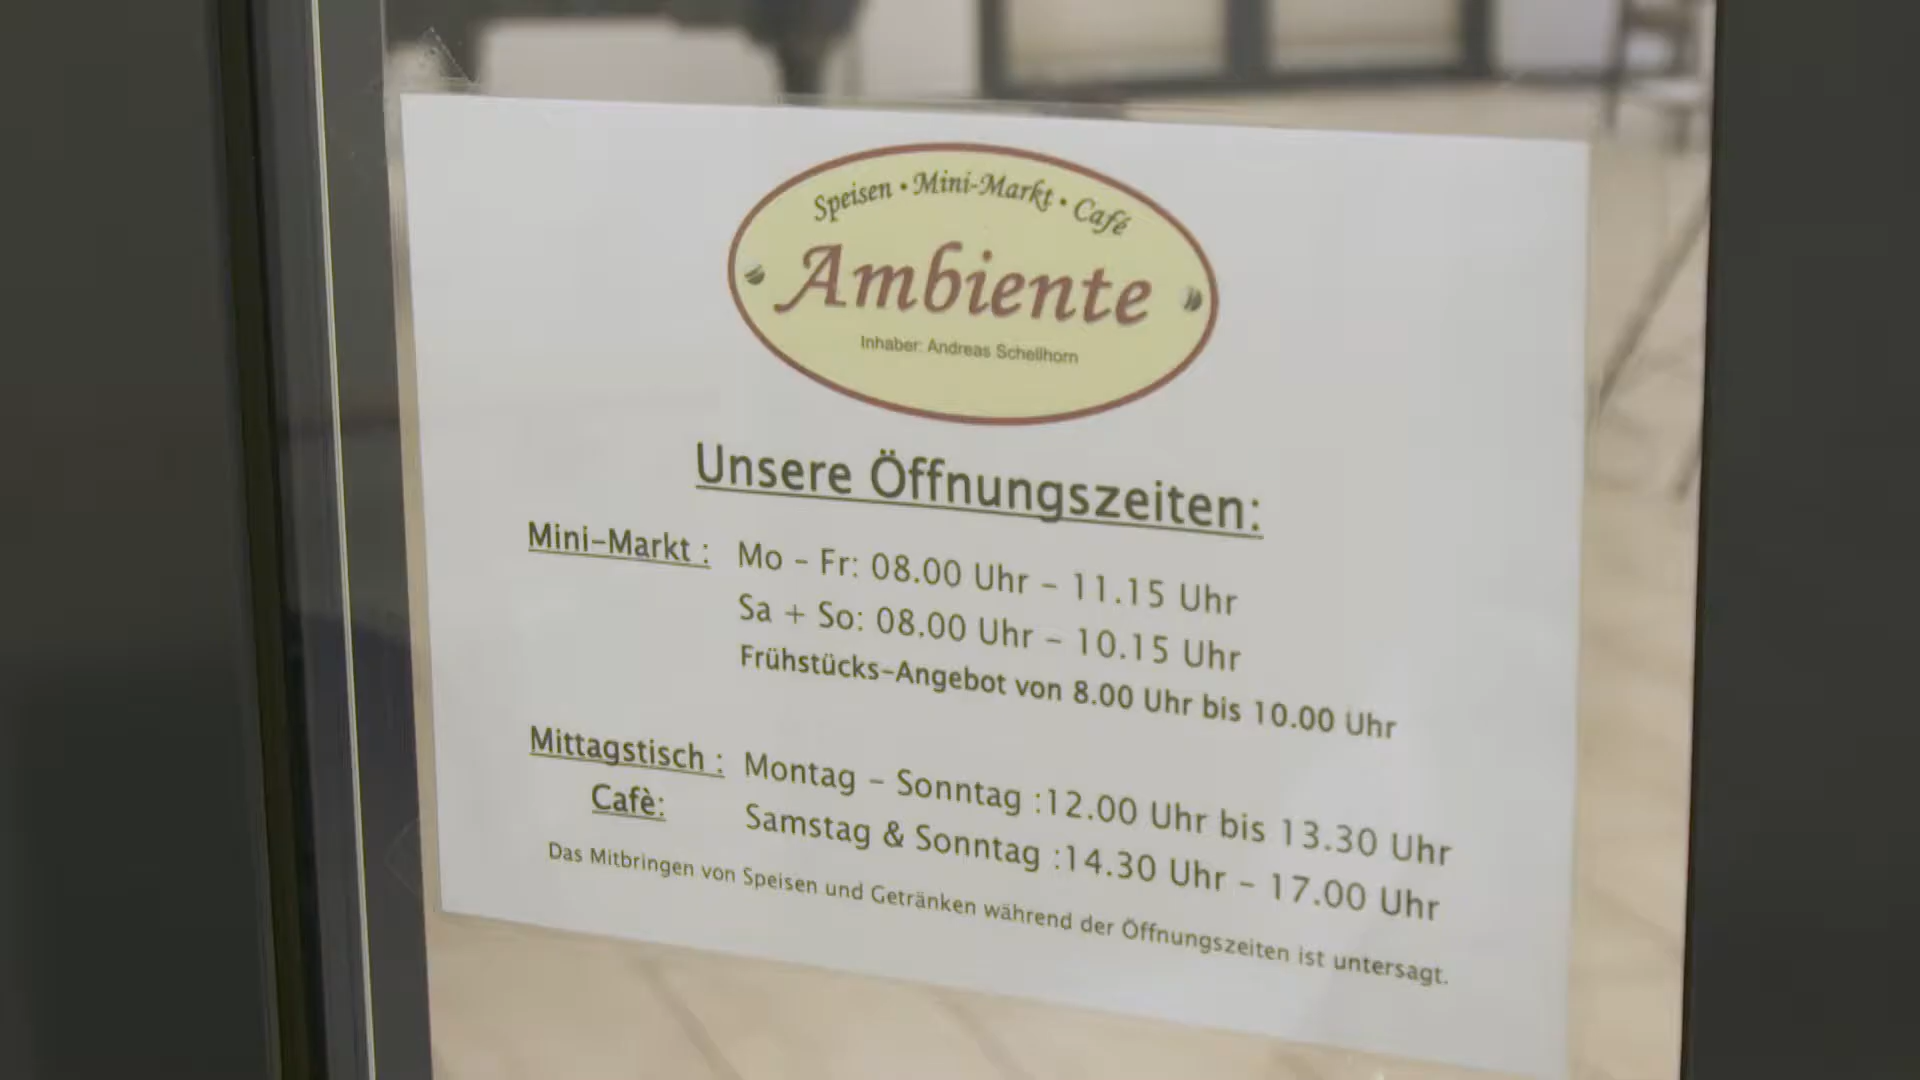 Speisen • Mini-Markt • Café
Ambiente
Inhaber: Andreas Schellhorn
Unsere Öffnungszeiten:
Mini-Markt : Mo - Fr: 08.00 Uhr - 11.15 Uhr
Sa + So: 08.00 Uhr - 10.15 Uhr
Frühstücks-Angebot von 8.00 Uhr bis 10.00 Uhr
Mittagstisch : Montag - Sonntag :12.00 Uhr bis 13.30 Uhr
Cafè: Samstag & Sonntag :14.30 Uhr - 17.00 Uhr
Das Mitbringen von Speisen und Getränken während der Öffnungszeiten ist untersagt.